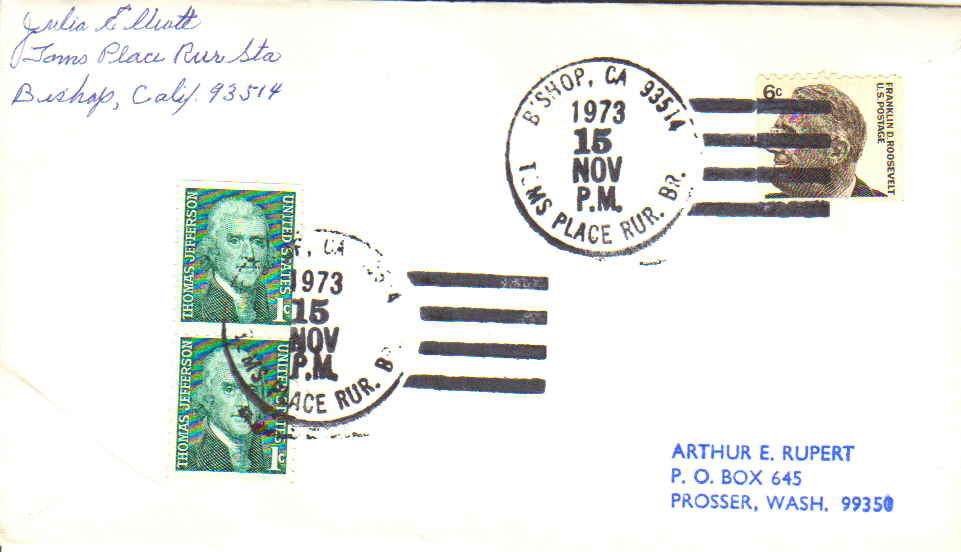 Julia Elliott
Toms Place Rur Sta
Bishop, Calif. 93514
BISHOP, CA 93514
1973
15
NOV
P.M.
TOMS PLACE RUR. BR.
6c
FRANKLIN D. ROOSEVELT
U.S. POSTAGE
THOMAS JEFFERSON
UNITED STATES
1c
THOMAS JEFFERSON
UNITED STATES
1c
, CA
1973
15
NOV
P.M.
MS PLACE RUR. B
ARTHUR E. RUPERT
P. O. BOX 645
PROSSER, WASH. 99350